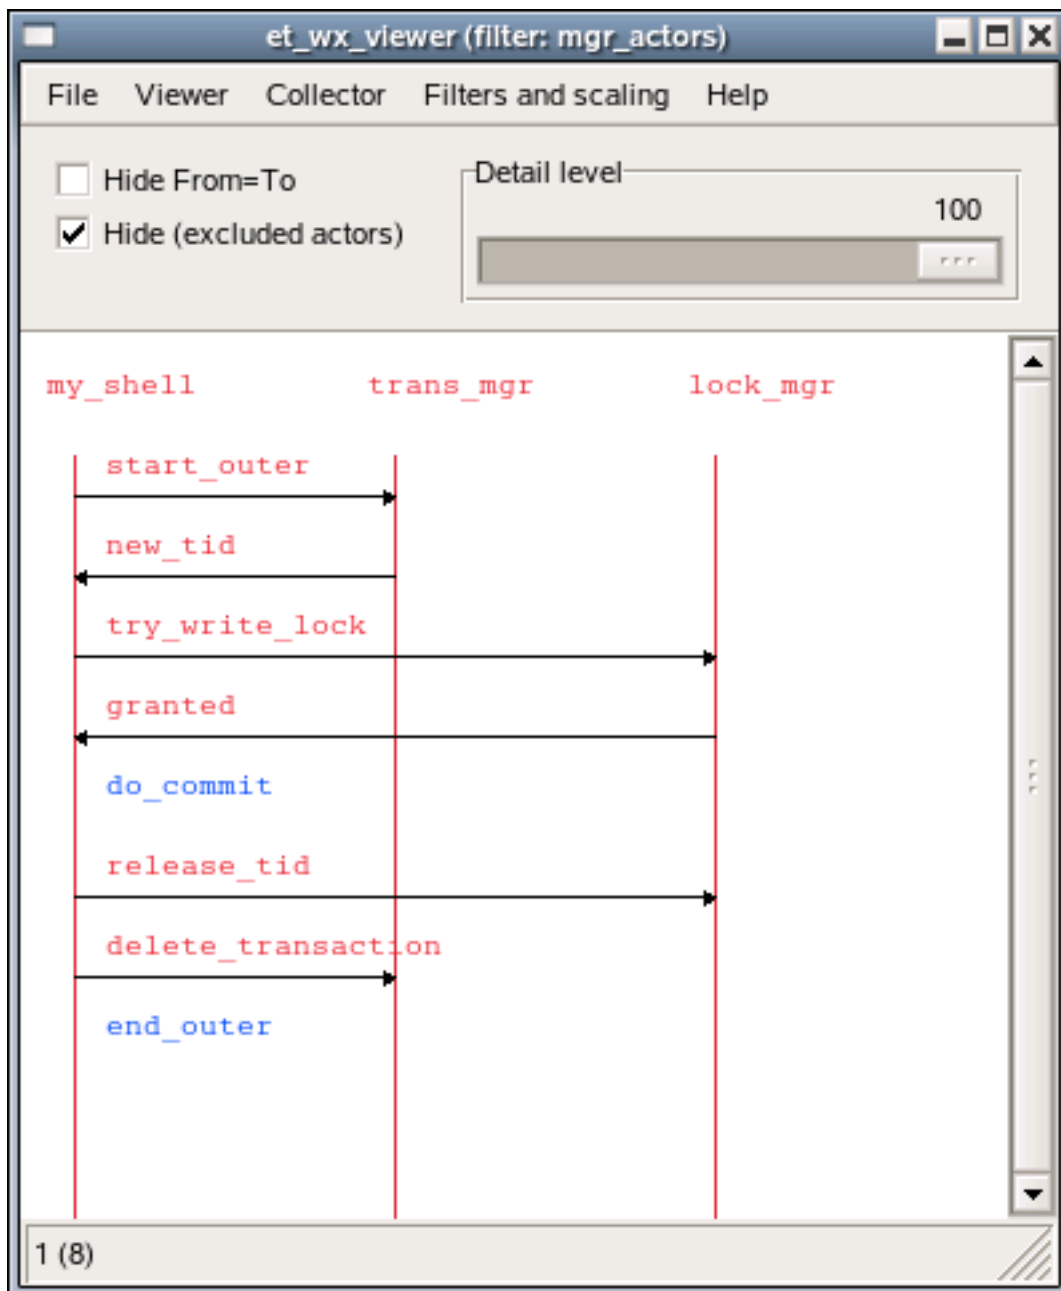 et_wx_viewer (filter: mgr_actors)
File Viewer Collector Filters and scaling Help
Hide From=To
Hide (excluded actors)
Detail level
100
my_shell trans_mgr lock_mgr
start_outer
new_tid
try_write_lock
granted
do_commit
release_tid
delete_transaction
end_outer
1 (8)